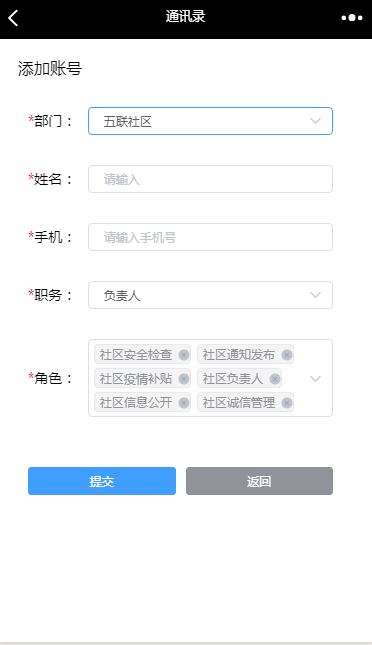 通讯录
添加账号
*部门： 五联社区
*姓名： 请输入
*手机： 请输入手机号
*职务： 负责人
社区安全检查 社区通知发布
*角色： 社区疫情补贴 社区负责人
社区信息公开 社区诚信管理
提交 返回